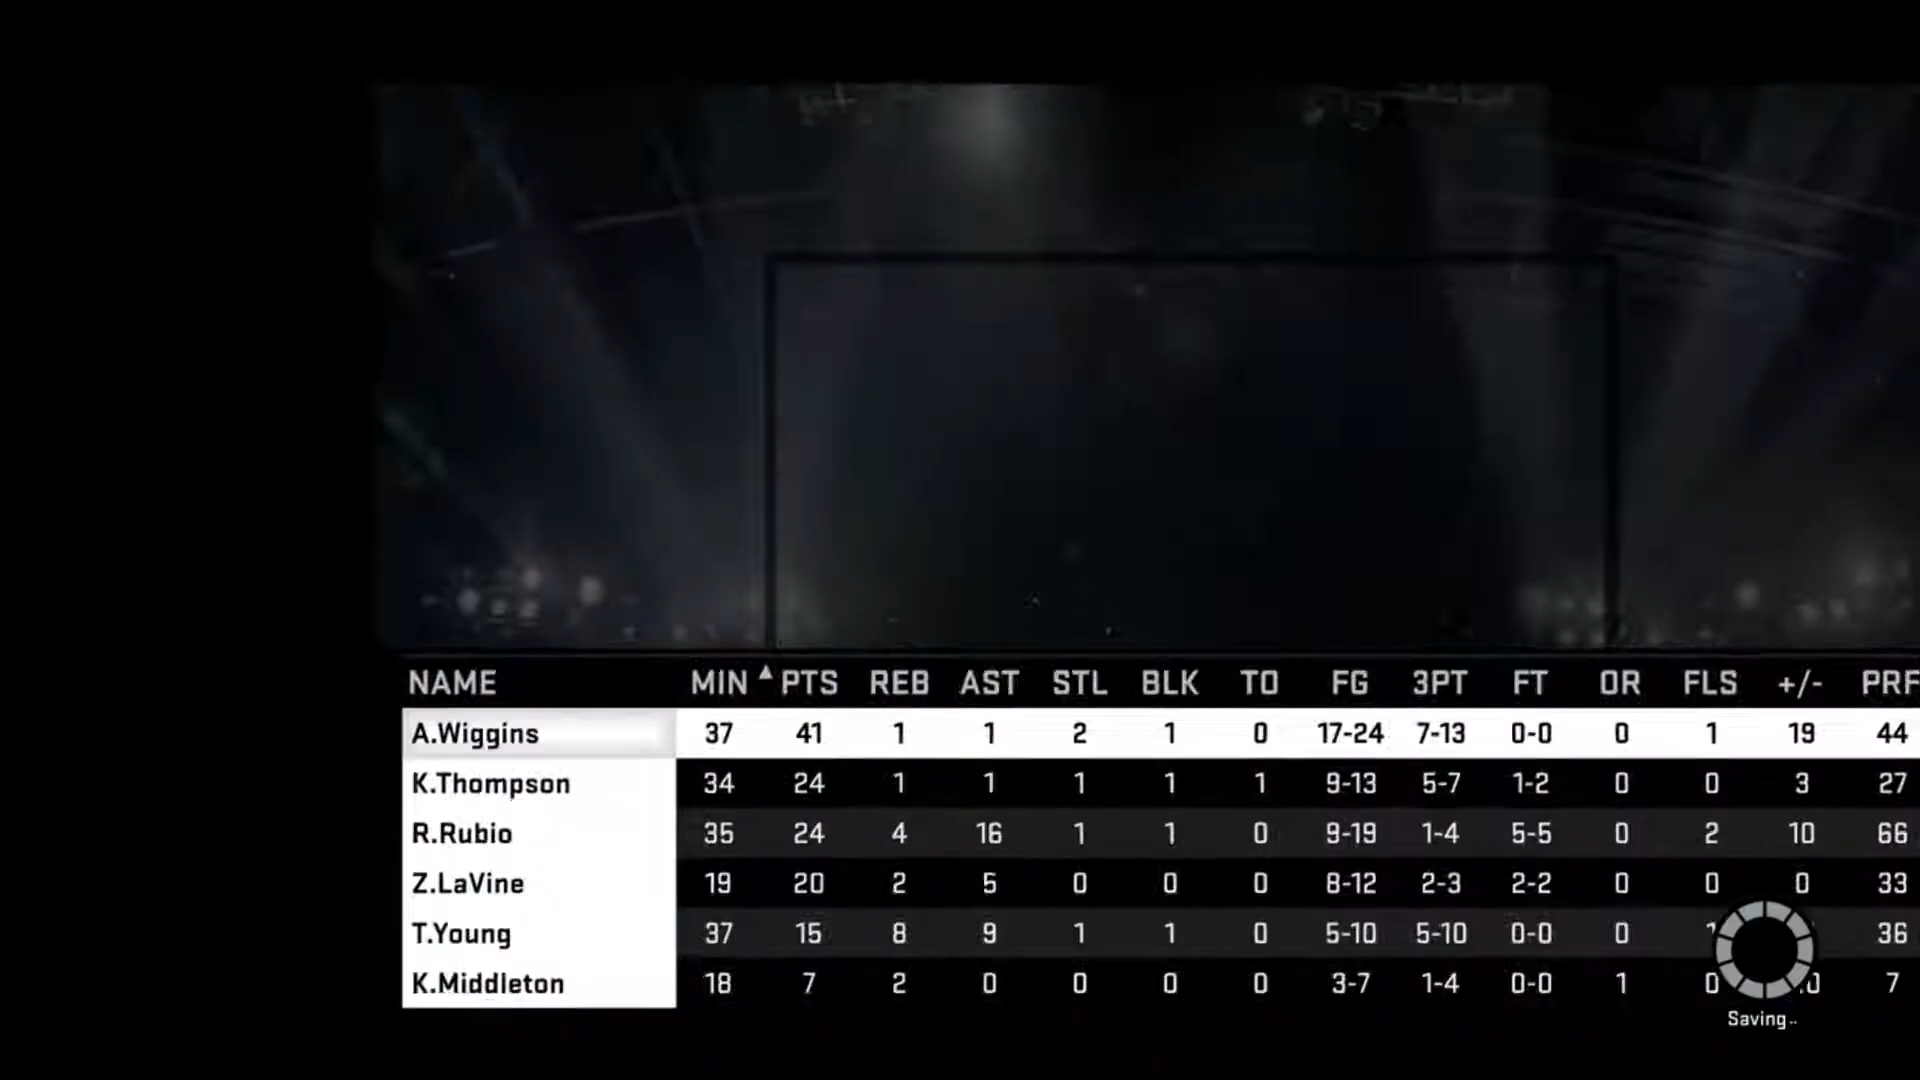 NAME MIN ▲ PTS REB AST STL BLK TO FG 3PT FT OR FLS +/- PRF
A.Wiggins 37 41 1 1 2 1 0 17-24 7-13 0-0 0 1 19 44
K.Thompson 34 24 1 1 1 1 1 9-13 5-7 1-2 0 0 3 27
R.Rubio 35 24 4 16 1 1 0 9-19 1-4 5-5 0 2 10 66
Z.LaVine 19 20 2 5 0 0 0 8-12 2-3 2-2 0 0 0 33
T.Young 37 15 8 9 1 1 0 5-10 5-10 0-0 0 36
K.Middleton 18 7 2 0 0 0 0 3-7 1-4 0-0 1 0 7
Saving..